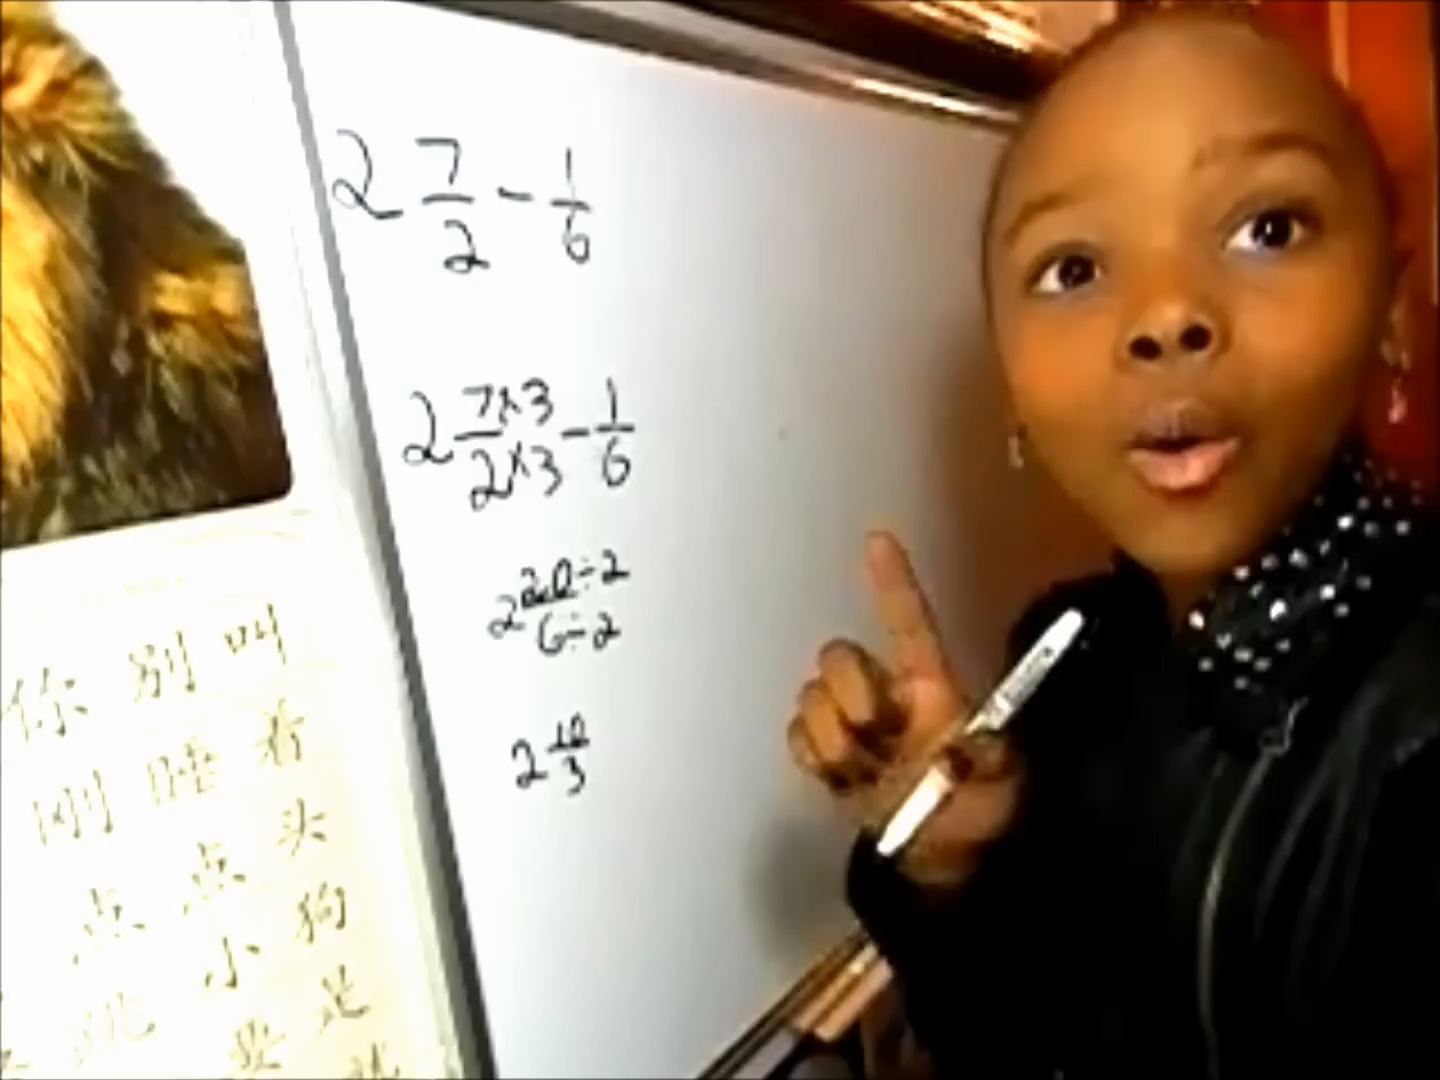 2 7/2 - 1/6
2 7×3/2×3 - 1/6
2 20÷2/6÷2
2 10/3
你 别 叫
刚 睡 着
点 点 头
小 狗
是